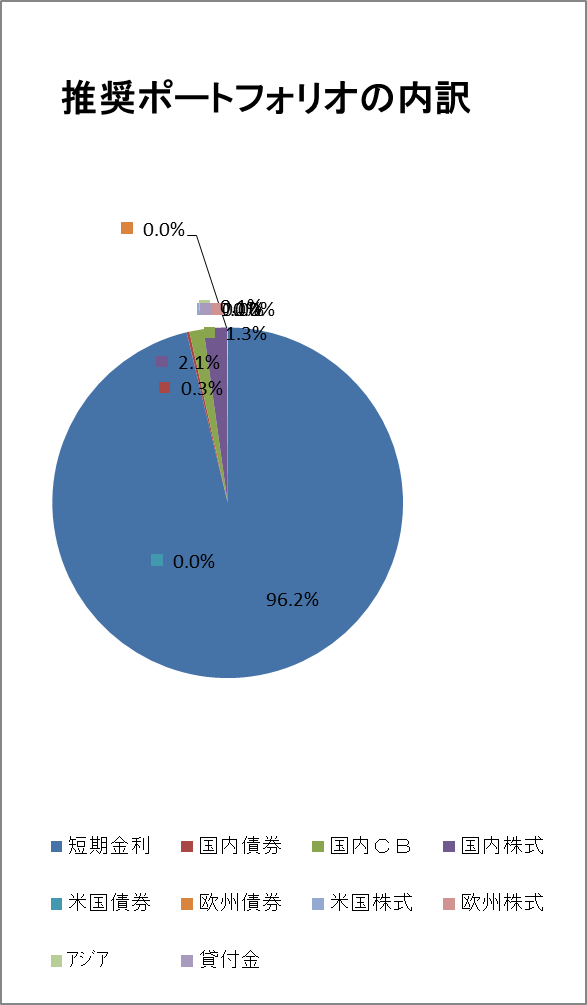 推奨ポートフォリオの内訳
0.0%
0.1%
1.3%
2.1%
0.3%
0.0%
96.2%
短期金利 国内債券 国内ＣＢ 国内株式
米国債券 欧州債券 米国株式 欧州株式
ｱｼﾞｱ 貸付金